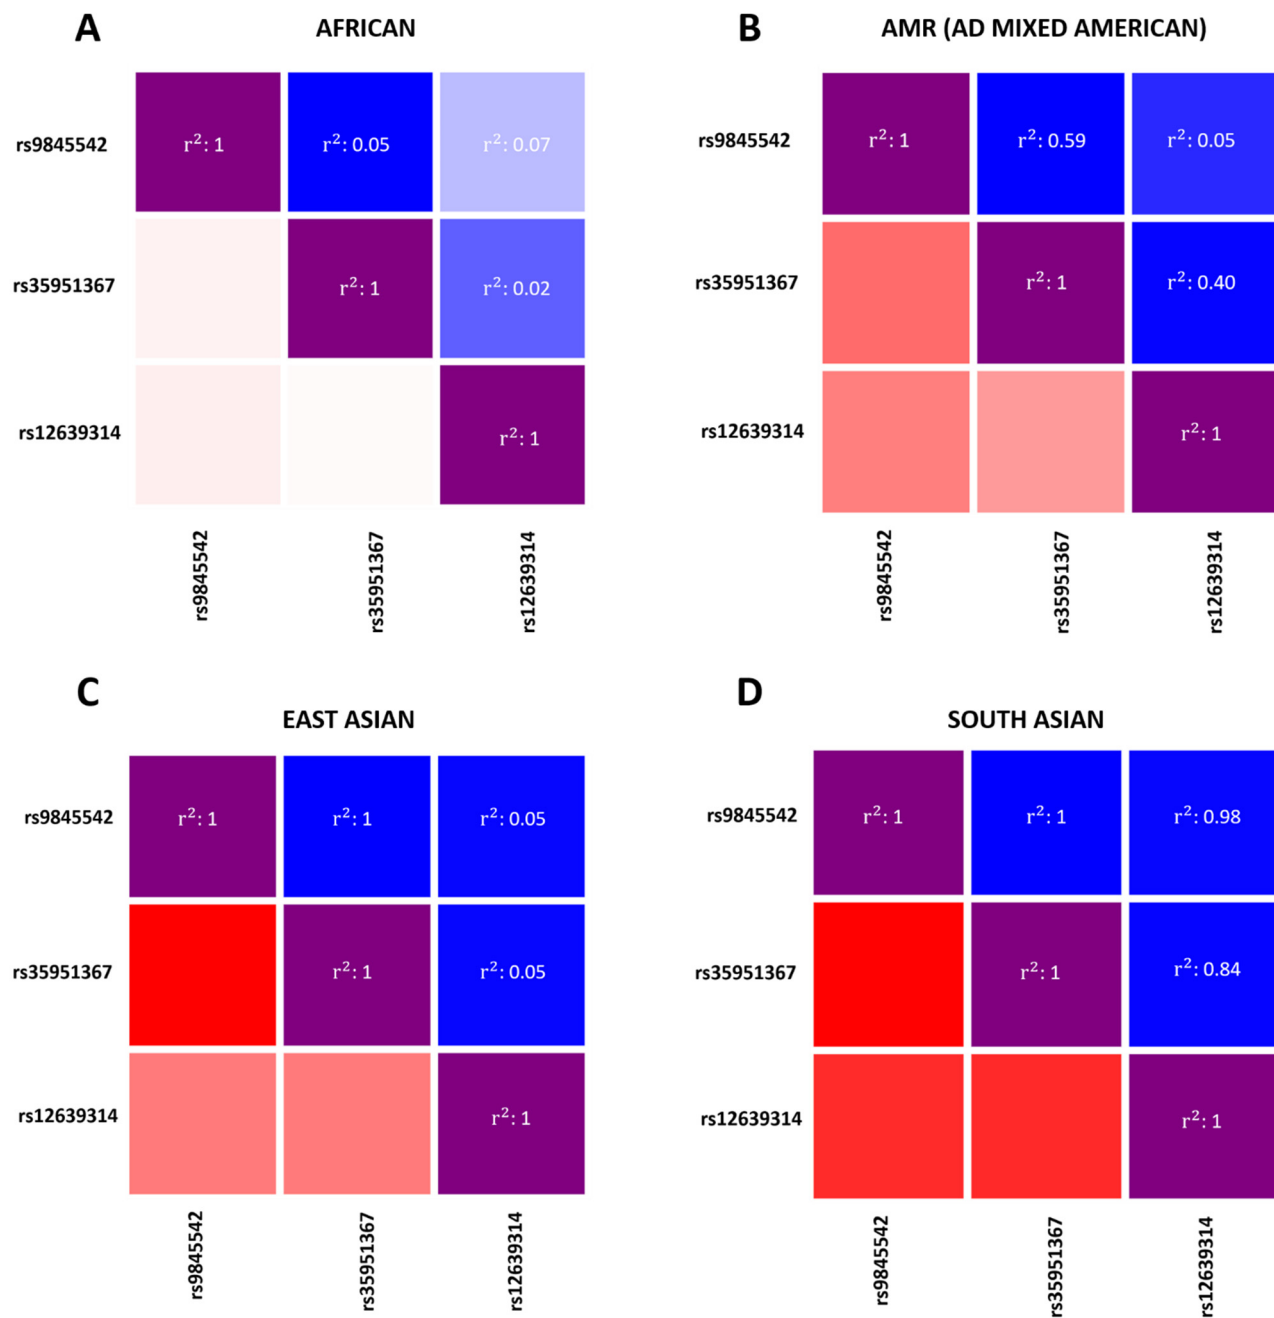 A
AFRICAN
rs9845542
r²: 1
r²: 0.05
r²: 0.07
rs35951367
r²: 1
r²: 0.02
rs12639314
r²: 1
rs9845542
rs35951367
rs12639314
B
AMR (AD MIXED AMERICAN)
rs9845542
r²: 1
r²: 0.59
r²: 0.05
rs35951367
r²: 1
r²: 0.40
rs12639314
r²: 1
rs9845542
rs35951367
rs12639314
C
EAST ASIAN
rs9845542
r²: 1
r²: 1
r²: 0.05
rs35951367
r²: 1
r²: 0.05
rs12639314
r²: 1
rs9845542
rs35951367
rs12639314
D
SOUTH ASIAN
rs9845542
r²: 1
r²: 1
r²: 0.98
rs35951367
r²: 1
r²: 0.84
rs12639314
r²: 1
rs9845542
rs35951367
rs12639314